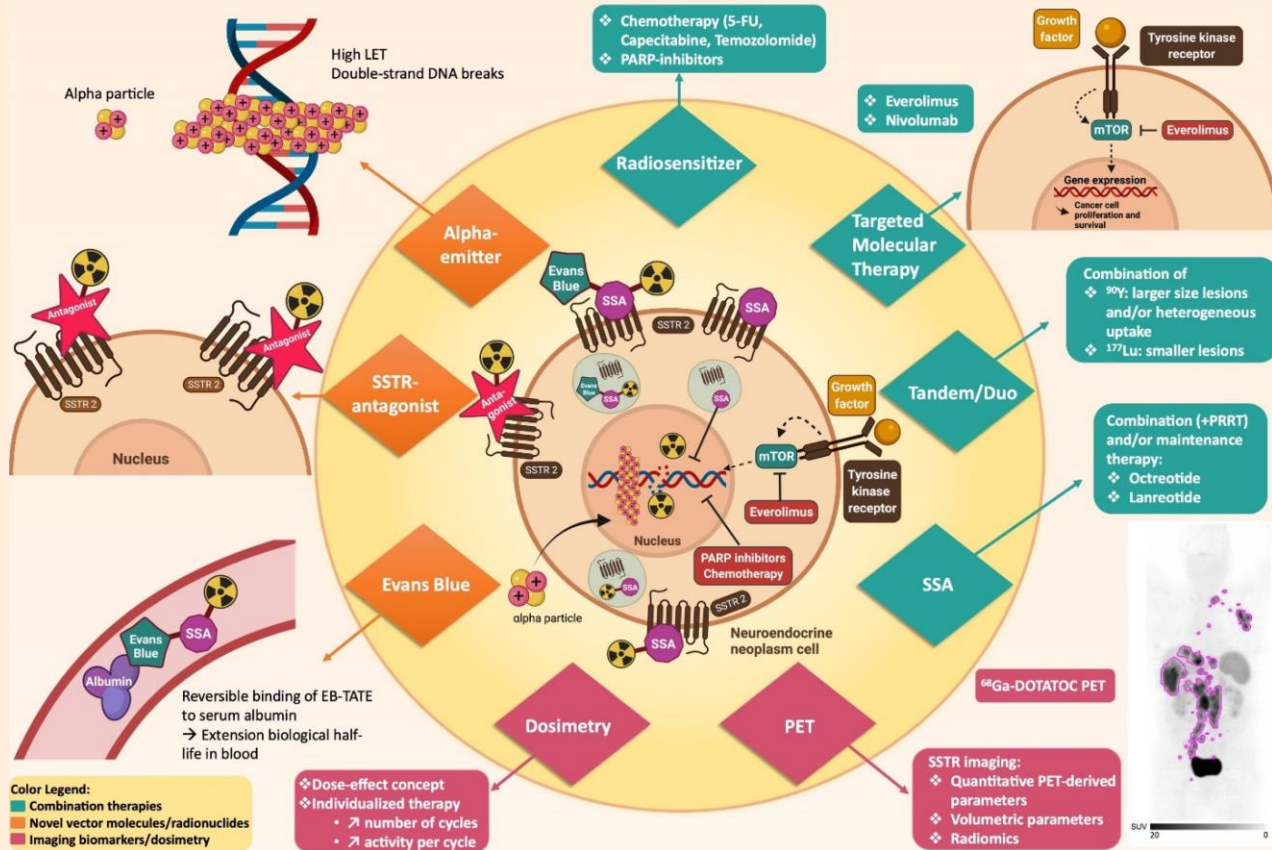 ❖ Chemotherapy (5-FU,
Capecitabine, Temozolomide)
❖ PARP-inhibitors
High LET
Double-strand DNA breaks
Alpha particle
Growth
factor
Tyrosine kinase
receptor
❖ Everolimus
❖ Nivolumab
mTOR
Everolimus
Gene expression
Cancer cell
proliferation and
survival
Radiosensitizer
Alpha-
emitter
Targeted
Molecular
Therapy
Antagonist
Antagonist
SSTR 2
SSTR 2
Nucleus
SSTR-
antagonist
Evans
Blue
SSA
SSTR 2
SSA
Anta-
gonist
SSTR 2
Evans
Blue
SSA
SSA
Growth
factor
mTOR
Tyrosine
kinase
receptor
Everolimus
Nucleus
PARP inhibitors
Chemotherapy
alpha particle
SSA
SSTR 2
SSA
Neuroendocrine
neoplasm cell
Tandem/Duo
Combination of
❖ ⁹⁰Y: larger size lesions
and/or heterogeneous
uptake
❖ ¹⁷⁷Lu: smaller lesions
SSA
Combination (+PRRT)
and/or maintenance
therapy:
❖ Octreotide
❖ Lanreotide
Evans Blue
Evans
Blue
SSA
Albumin
Reversible binding of EB-TATE
to serum albumin
→ Extension biological half-
life in blood
Dosimetry
❖Dose-effect concept
❖Individualized therapy
• ↗ number of cycles
• ↗ activity per cycle
PET
⁶⁸Ga-DOTATOC PET
SSTR imaging:
❖ Quantitative PET-derived
parameters
❖ Volumetric parameters
❖ Radiomics
SUV
20 0
Color Legend:
Combination therapies
Novel vector molecules/radionuclides
Imaging biomarkers/dosimetry